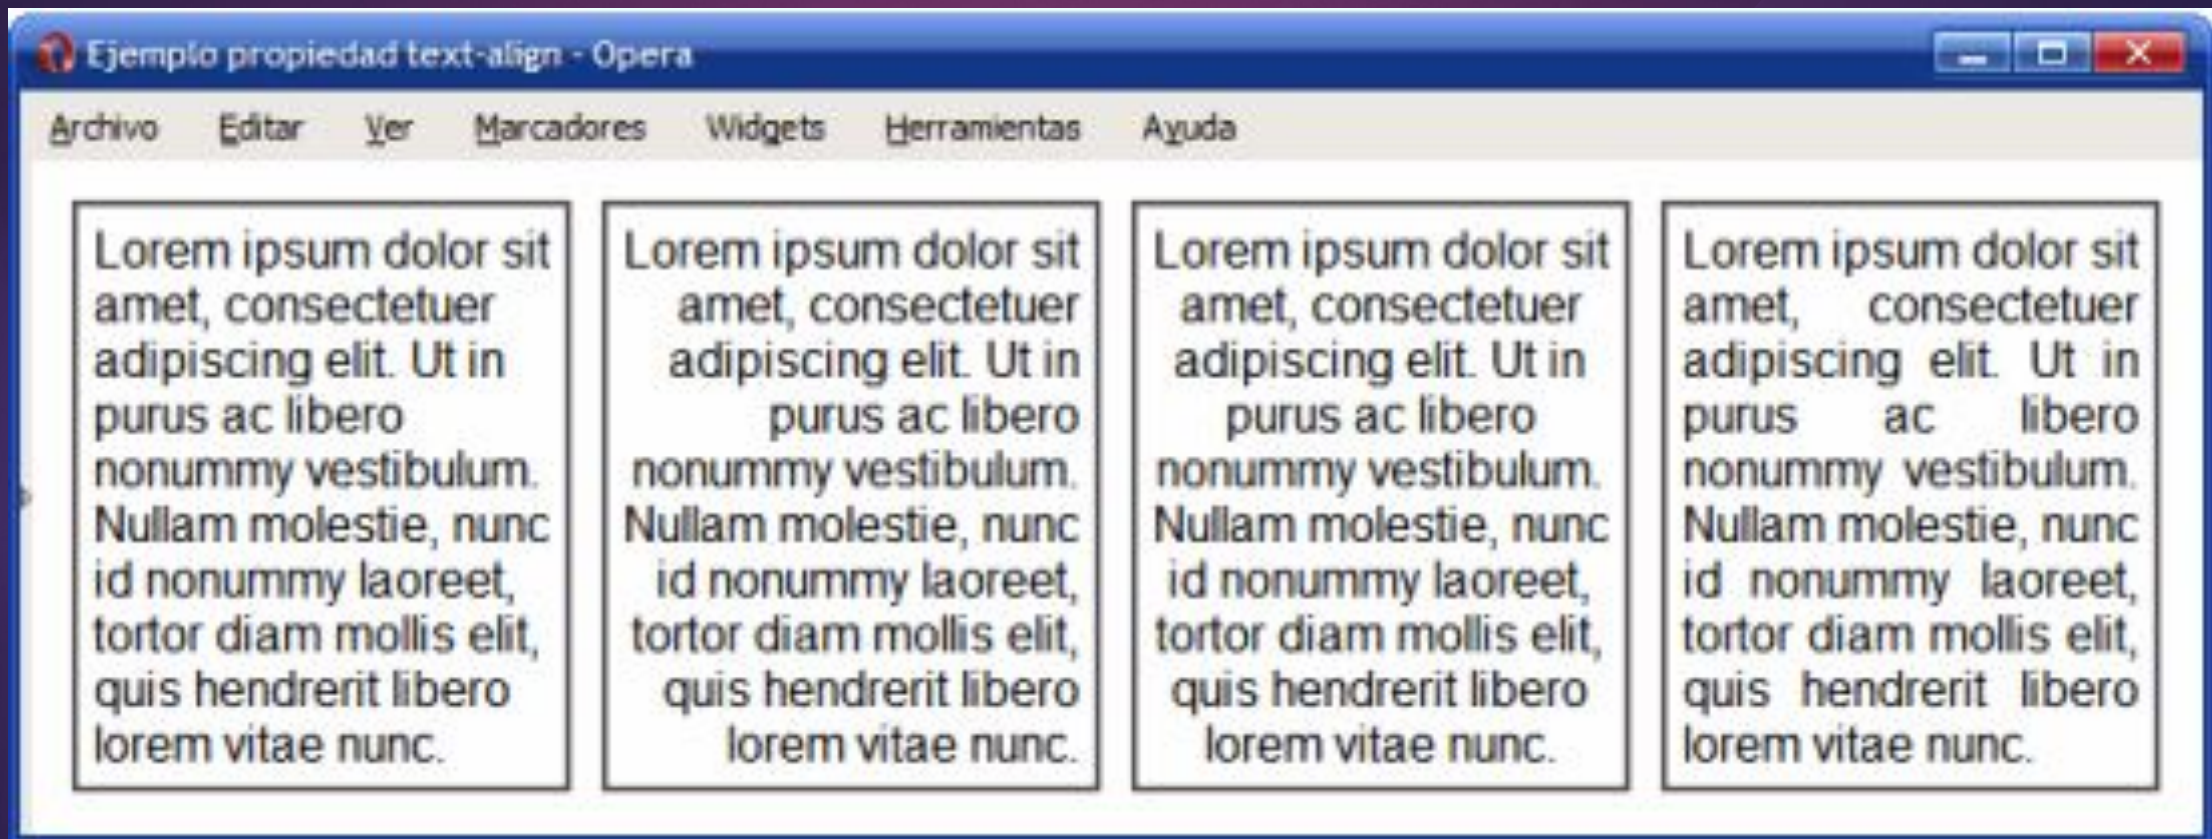 Ejemplo propiedad text-align - Opera
Archivo Editar Ver Marcadores Widgets Herramientas Ayuda
Lorem ipsum dolor sit
amet, consectetuer
adipiscing elit. Ut in
purus ac libero
nonummy vestibulum.
Nullam molestie, nunc
id nonummy laoreet,
tortor diam mollis elit,
quis hendrerit libero
lorem vitae nunc.
Lorem ipsum dolor sit
amet, consectetuer
adipiscing elit. Ut in
purus ac libero
nonummy vestibulum.
Nullam molestie, nunc
id nonummy laoreet,
tortor diam mollis elit,
quis hendrerit libero
lorem vitae nunc.
Lorem ipsum dolor sit
amet, consectetuer
adipiscing elit. Ut in
purus ac libero
nonummy vestibulum.
Nullam molestie, nunc
id nonummy laoreet,
tortor diam mollis elit,
quis hendrerit libero
lorem vitae nunc.
Lorem ipsum dolor sit
amet, consectetuer
adipiscing elit. Ut in
purus ac libero
nonummy vestibulum.
Nullam molestie, nunc
id nonummy laoreet,
tortor diam mollis elit,
quis hendrerit libero
lorem vitae nunc.